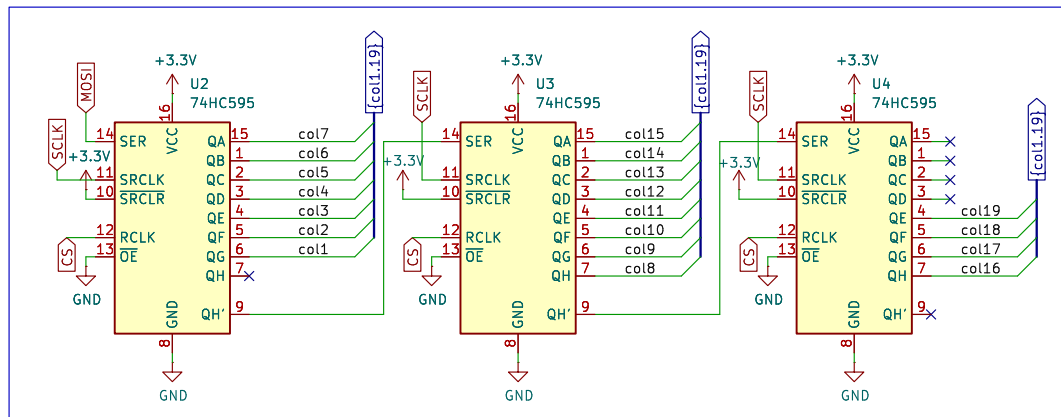 +3.3V
U2
74HC595
MOSI
SCLK
+3.3V
CS
GND
16
VCC
14 SER
11 SRCLK
10 SRCLR
12 RCLK
13 OE
QA 15 col7
QB 1 col6
QC 2 col5
QD 3 col4
QE 4 col3
QF 5 col2
QG 6 col1
QH 7
QH' 9
GND
8
GND
{col1.19}
+3.3V
U3
74HC595
SCLK
+3.3V
CS
GND
16
VCC
14 SER
11 SRCLK
10 SRCLR
12 RCLK
13 OE
QA 15 col15
QB 1 col14
QC 2 col13
QD 3 col12
QE 4 col11
QF 5 col10
QG 6 col9
QH 7 col8
QH' 9
GND
8
GND
{col1.19}
+3.3V
U4
74HC595
SCLK
+3.3V
CS
GND
16
VCC
14 SER
11 SRCLK
10 SRCLR
12 RCLK
13 OE
QA 15
QB 1
QC 2
QD 3
QE 4 col19
QF 5 col18
QG 6 col17
QH 7 col16
QH' 9
GND
8
GND
{col1.19}